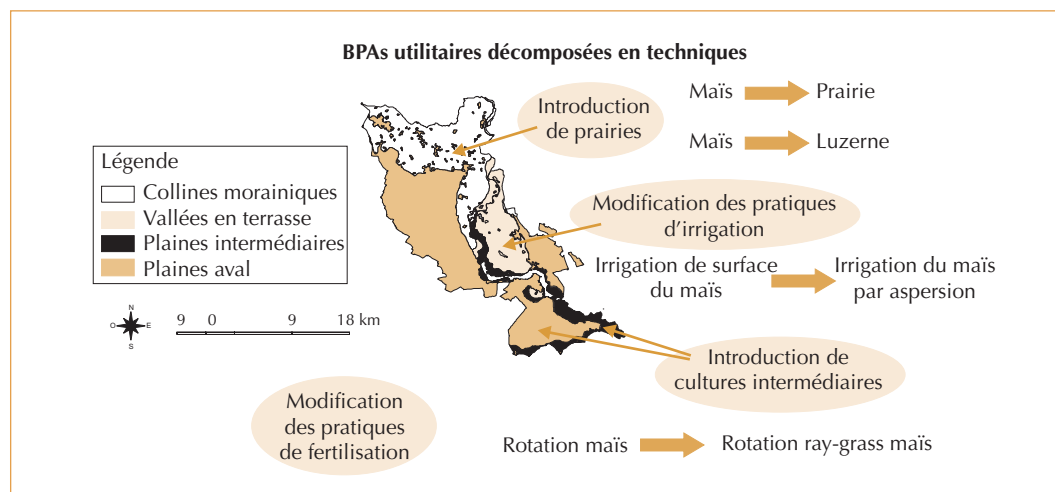 BPAs utilitaires décomposées en techniques
Introduction
de prairies
Maïs
Prairie
Maïs
Luzerne
Légende
Collines morainiques
Vallées en terrasse
Plaines intermédiaires
Plaines aval
Modification des pratiques
d'irrigation
Irrigation de surface
du maïs
Irrigation du maïs
par aspersion
N
O
E
S
9 0 9 18 km
Introduction de
cultures intermédiaires
Modification
des pratiques
de fertilisation
Rotation maïs
Rotation ray-grass maïs